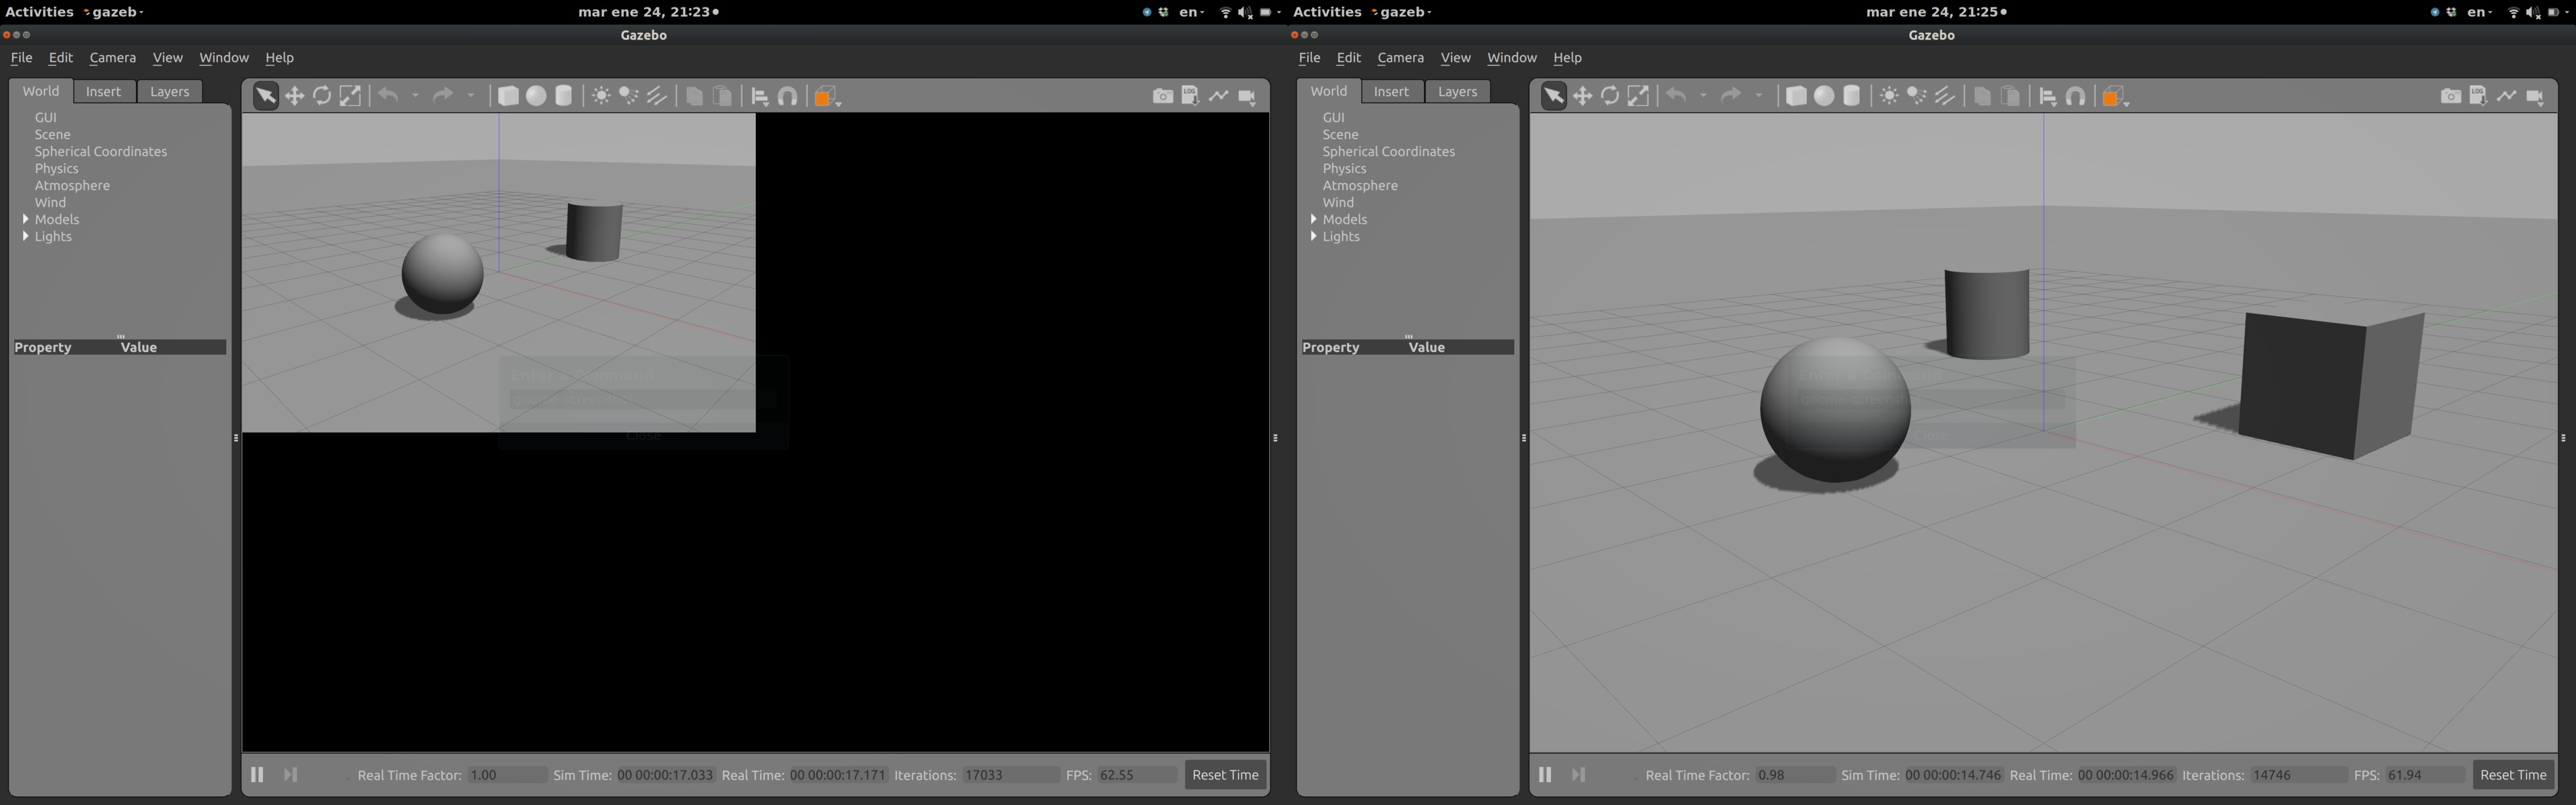 Activities gazeb mar ene 24, 21:23 en
Gazebo
File Edit Camera View Window Help
World Insert Layers
LOG
GUI
Scene
Spherical Coordinates
Physics
Atmosphere
Wind
Models
Lights
Property Value
Close
Real Time Factor: 1.00 Sim Time: 00 00:00:17.033 Real Time: 00 00:00:17.171 Iterations: 17033 FPS: 62.55 Reset Time
Activities gazeb mar ene 24, 21:25 en
Gazebo
File Edit Camera View Window Help
World Insert Layers
LOG
GUI
Scene
Spherical Coordinates
Physics
Atmosphere
Wind
Models
Lights
Property Value
Real Time Factor: 0.98 Sim Time: 00 00:00:14.746 Real Time: 00 00:00:14.966 Iterations: 14746 FPS: 61.94 Reset Time